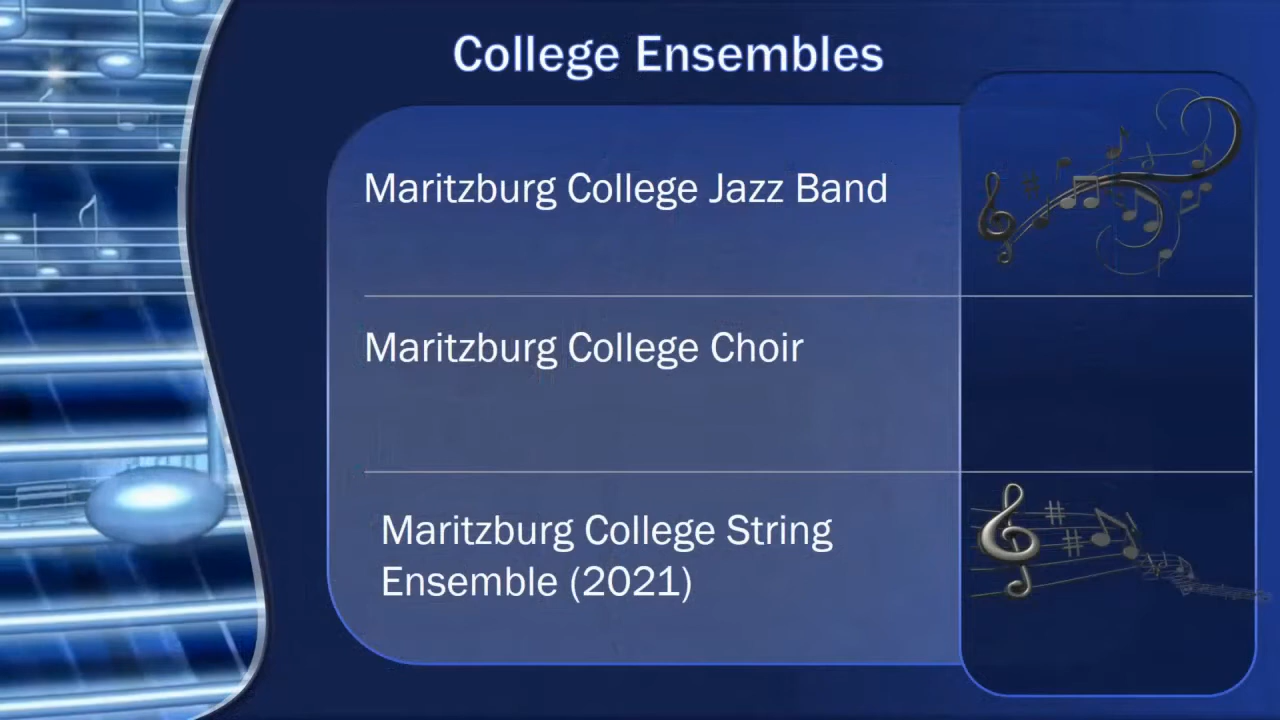 College Ensembles
Maritzburg College Jazz Band
Maritzburg College Choir
Maritzburg College String
Ensemble (2021)